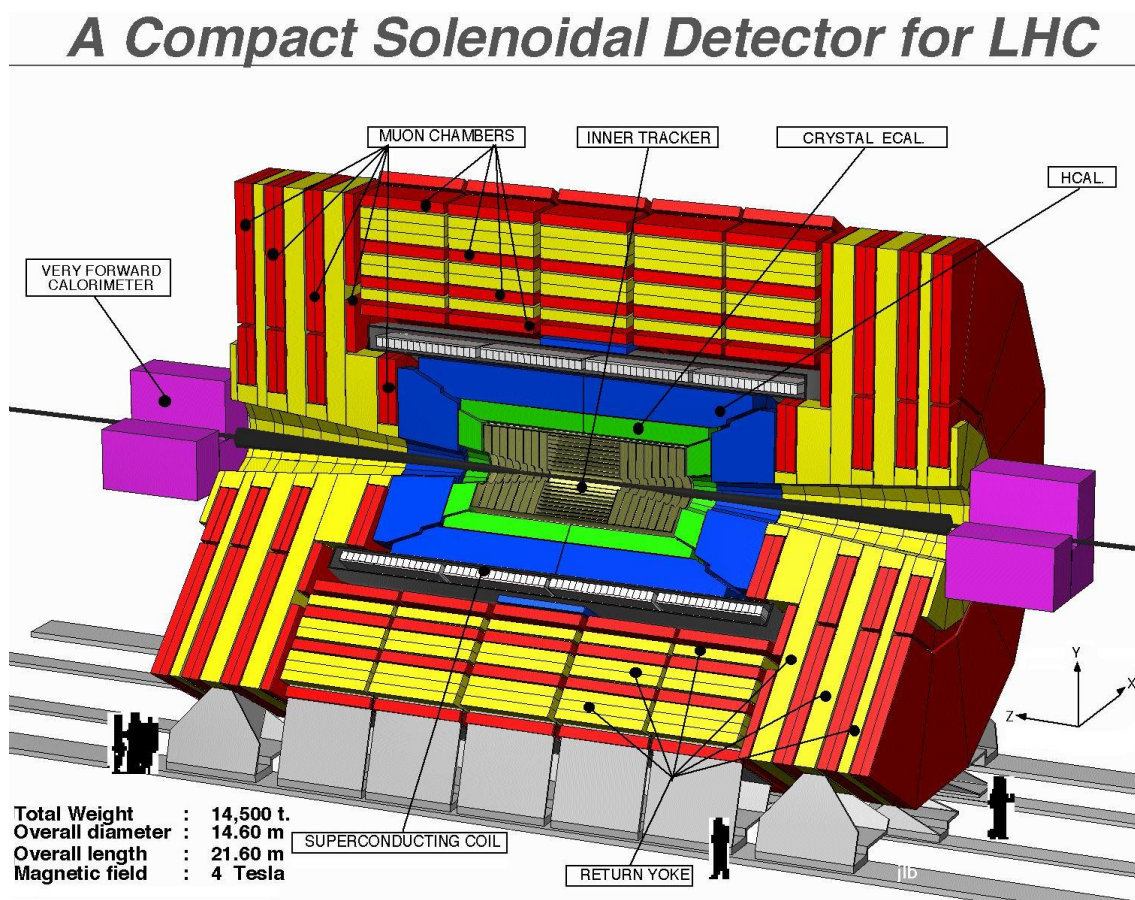 A Compact Solenoidal Detector for LHC
MUON CHAMBERS
INNER TRACKER
CRYSTAL ECAL.
HCAL.
VERY FORWARD
CALORIMETER
Y
X
Z
Total Weight : 14,500 t.
Overall diameter : 14.60 m
Overall length : 21.60 m
Magnetic field : 4 Tesla
SUPERCONDUCTING COIL
RETURN YOKE
jlb